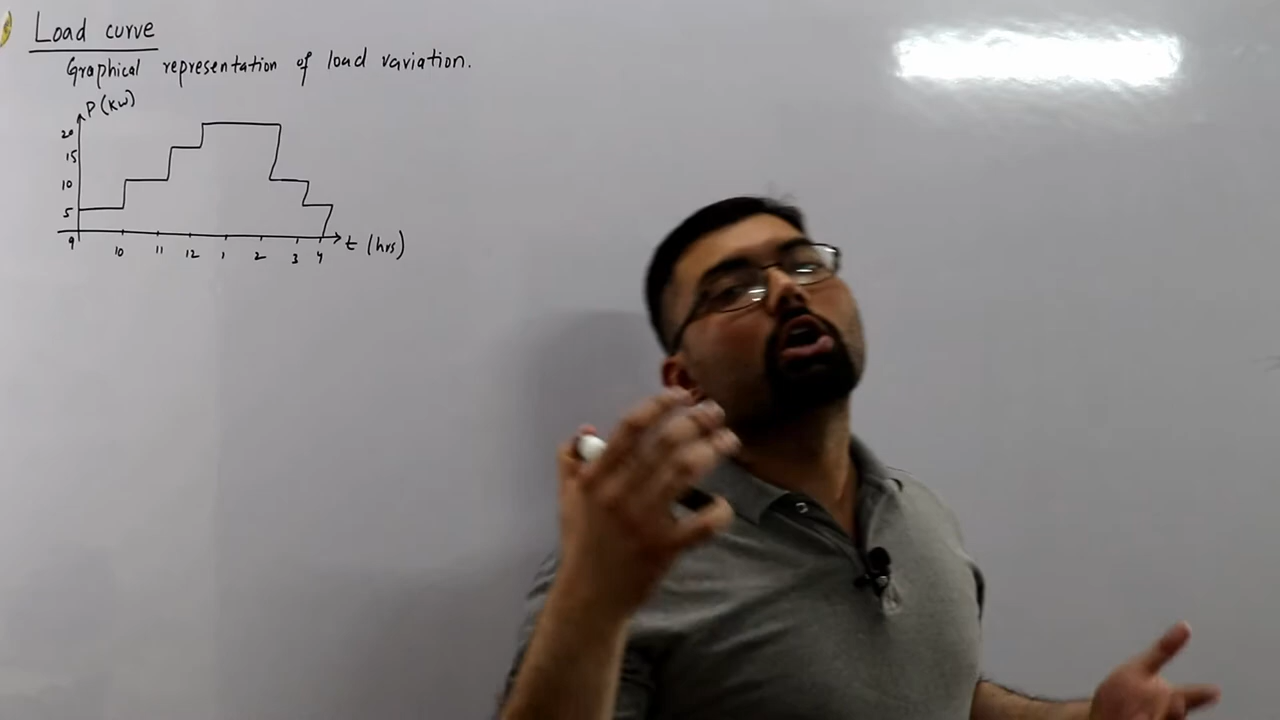 Load curve
Graphical representation of load variation.
P (KW)
20
15
10
5
9 10 11 12 1 2 3 4 t (hrs)